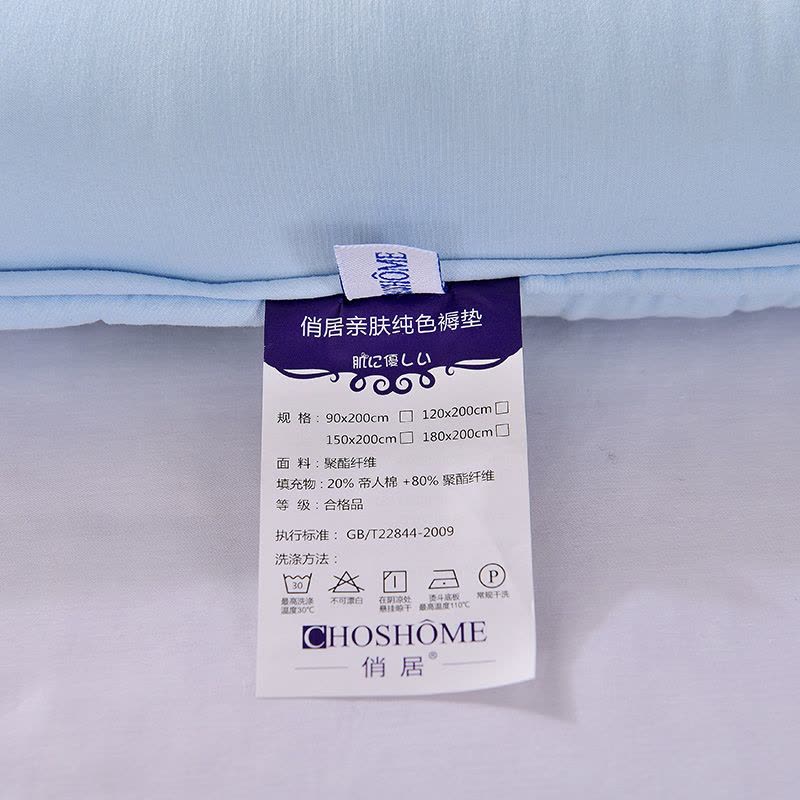 HÔME
俏居亲肤纯色褥垫
肌に優しい
规 格：90x200cm □ 120x200cm □
150x200cm □ 180x200cm □
面 料：聚酯纤维
填充物：20% 帝人棉 +80% 聚酯纤维
等 级：合格品
执行标准： GB/T22844-2009
洗涤方法：
30 P
最高洗涤 不可漂白 在阴凉处 熨斗底板 常规干洗
温度30℃ 悬挂晾干 最高温度110℃
CHOSHÔME
俏居®